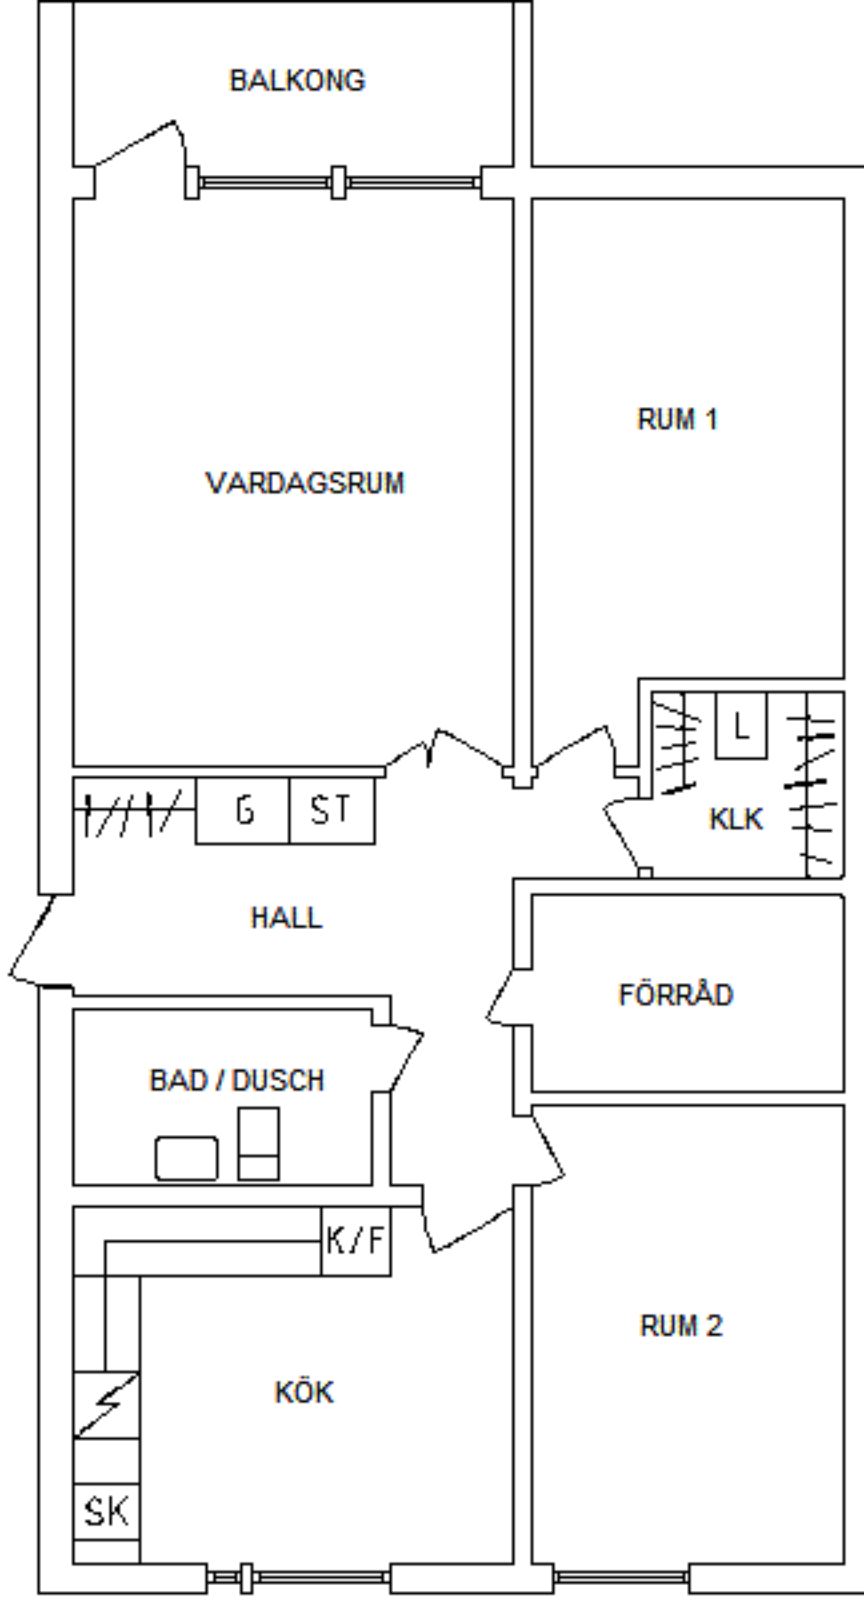 BALKONG
RUM 1
VARDAGSRUM
L
G
ST
KLK
HALL
FÖRRÅD
BAD / DUSCH
K/F
RUM 2
KÖK
SK